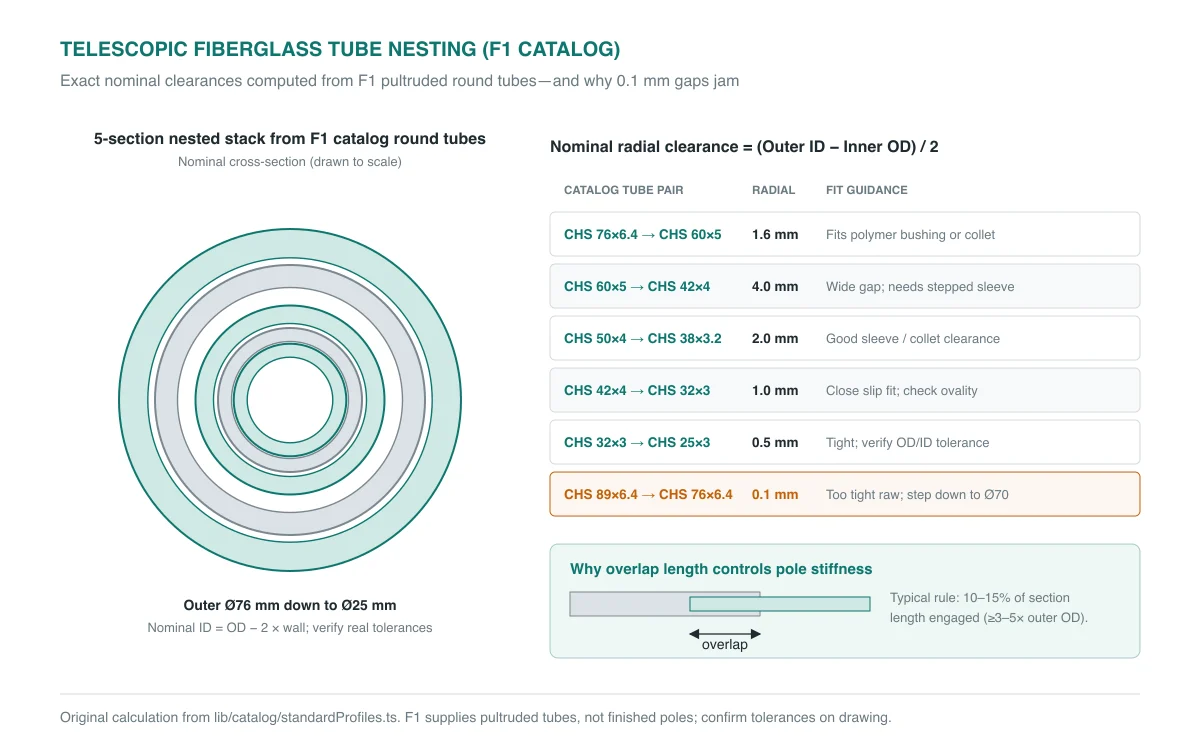 TELESCOPIC FIBERGLASS TUBE NESTING (F1 CATALOG)
Exact nominal clearances computed from F1 pultruded round tubes—and why 0.1 mm gaps jam
5-section nested stack from F1 catalog round tubes
Nominal cross-section (drawn to scale)
Outer Ø76 mm down to Ø25 mm
Nominal ID = OD − 2 × wall; verify real tolerances
Nominal radial clearance = (Outer ID − Inner OD) / 2
CATALOG TUBE PAIR RADIAL FIT GUIDANCE
CHS 76×6.4 → CHS 60×5 1.6 mm Fits polymer bushing or collet
CHS 60×5 → CHS 42×4 4.0 mm Wide gap; needs stepped sleeve
CHS 50×4 → CHS 38×3.2 2.0 mm Good sleeve / collet clearance
CHS 42×4 → CHS 32×3 1.0 mm Close slip fit; check ovality
CHS 32×3 → CHS 25×3 0.5 mm Tight; verify OD/ID tolerance
CHS 89×6.4 → CHS 76×6.4 0.1 mm Too tight raw; step down to Ø70
Why overlap length controls pole stiffness
overlap
Typical rule: 10–15% of section
length engaged (≥3–5× outer OD).
Original calculation from lib/catalog/standardProfiles.ts. F1 supplies pultruded tubes, not finished poles; confirm tolerances on drawing.